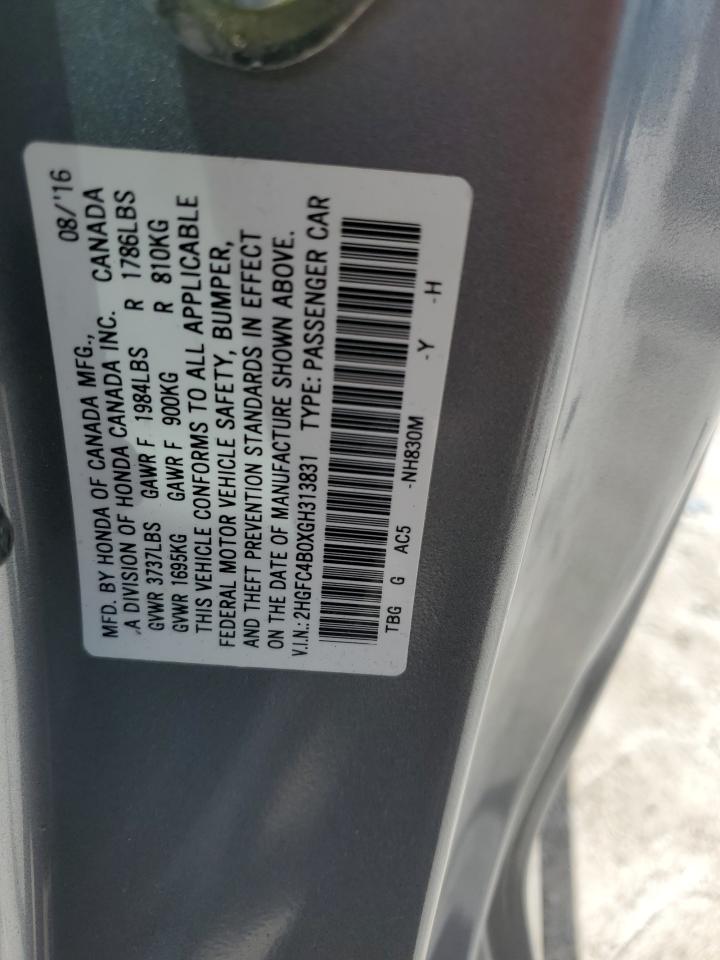 MFD. BY HONDA OF CANADA MFG., 08/'16
A DIVISION OF HONDA CANADA INC. CANADA
GVWR 3737LBS GAWR F 1984LBS R 1786LBS
GVWR 1695KG GAWR F 900KG R 810KG
THIS VEHICLE CONFORMS TO ALL APPLICABLE
FEDERAL MOTOR VEHICLE SAFETY, BUMPER,
AND THEFT PREVENTION STANDARDS IN EFFECT
ON THE DATE OF MANUFACTURE SHOWN ABOVE.
V.I.N.: 2HGFC4B0XGH313831 TYPE: PASSENGER CAR
TBG G AC5 -NH830M -Y -H